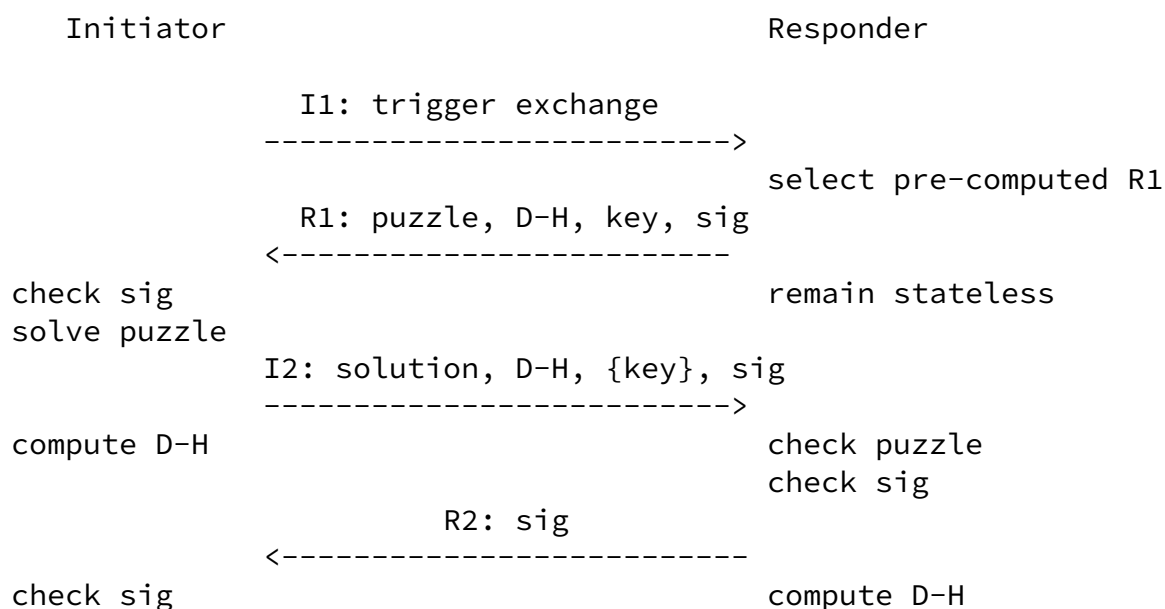 Initiator                              Responder
I1: trigger exchange
-------------------------->
select pre-computed R1
R1: puzzle, D-H, key, sig
<-------------------------
check sig                              remain stateless
solve puzzle
I2: solution, D-H, {key}, sig
-------------------------->
compute D-H                            check puzzle
check sig
R2: sig
<--------------------------
check sig                              compute D-H